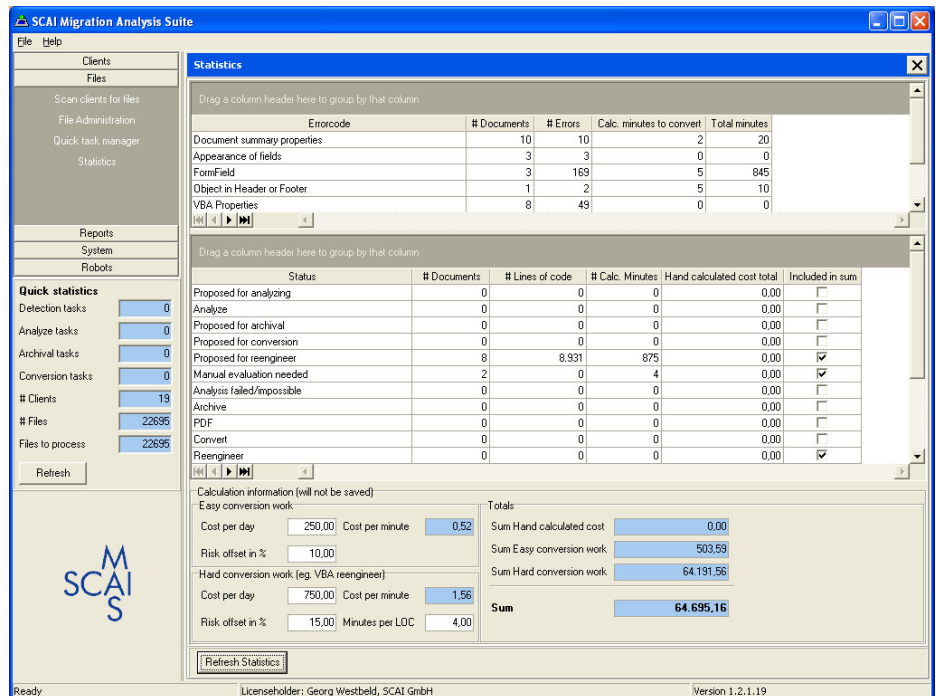 SCAI Migration Analysis Suite
File Help
Clients
Files
Scan clients for files
File Administration
Quick task manager
Statistics
Reports
System
Robots
Quick statistics
Detection tasks 0
Analyze tasks 0
Archival tasks 0
Conversion tasks 0
# Clients 19
# Files 22695
Files to process 22695
Refresh
M
SCAI
S
Statistics
Drag a column header here to group by that column
Errorcode # Documents # Errors Calc. minutes to convert Total minutes
Document summary properties 10 10 2 20
Appearance of fields 3 3 0 0
FormField 3 169 5 845
Object in Header or Footer 1 2 5 10
VBA Properties 8 49 0 0
Drag a column header here to group by that column
Status # Documents # Lines of code # Calc. Minutes Hand calculated cost total Included in sum
Proposed for analyzing 0 0 0 0,00
Analyze 0 0 0 0,00
Proposed for archival 0 0 0 0,00
Proposed for conversion 0 0 0 0,00
Proposed for reengineer 8 8.931 875 0,00
Manual evaluation needed 2 0 4 0,00
Analysis failed/impossible 0 0 0 0,00
Archive 0 0 0 0,00
PDF 0 0 0 0,00
Convert 0 0 0 0,00
Reengineer 0 0 0 0,00
Calculation information (will not be saved)
Easy conversion work
Cost per day 250,00 Cost per minute 0,52
Risk offset in % 10,00
Hard conversion work (eg. VBA reengineer)
Cost per day 750,00 Cost per minute 1,56
Risk offset in % 15,00 Minutes per LOC 4,00
Totals
Sum Hand calculated cost 0,00
Sum Easy conversion work 503,59
Sum Hard conversion work 64.191,56
Sum 64.695,16
Refresh Statistics
Ready Licenseholder: Georg Westbeld, SCAI GmbH Version 1.2.1.19